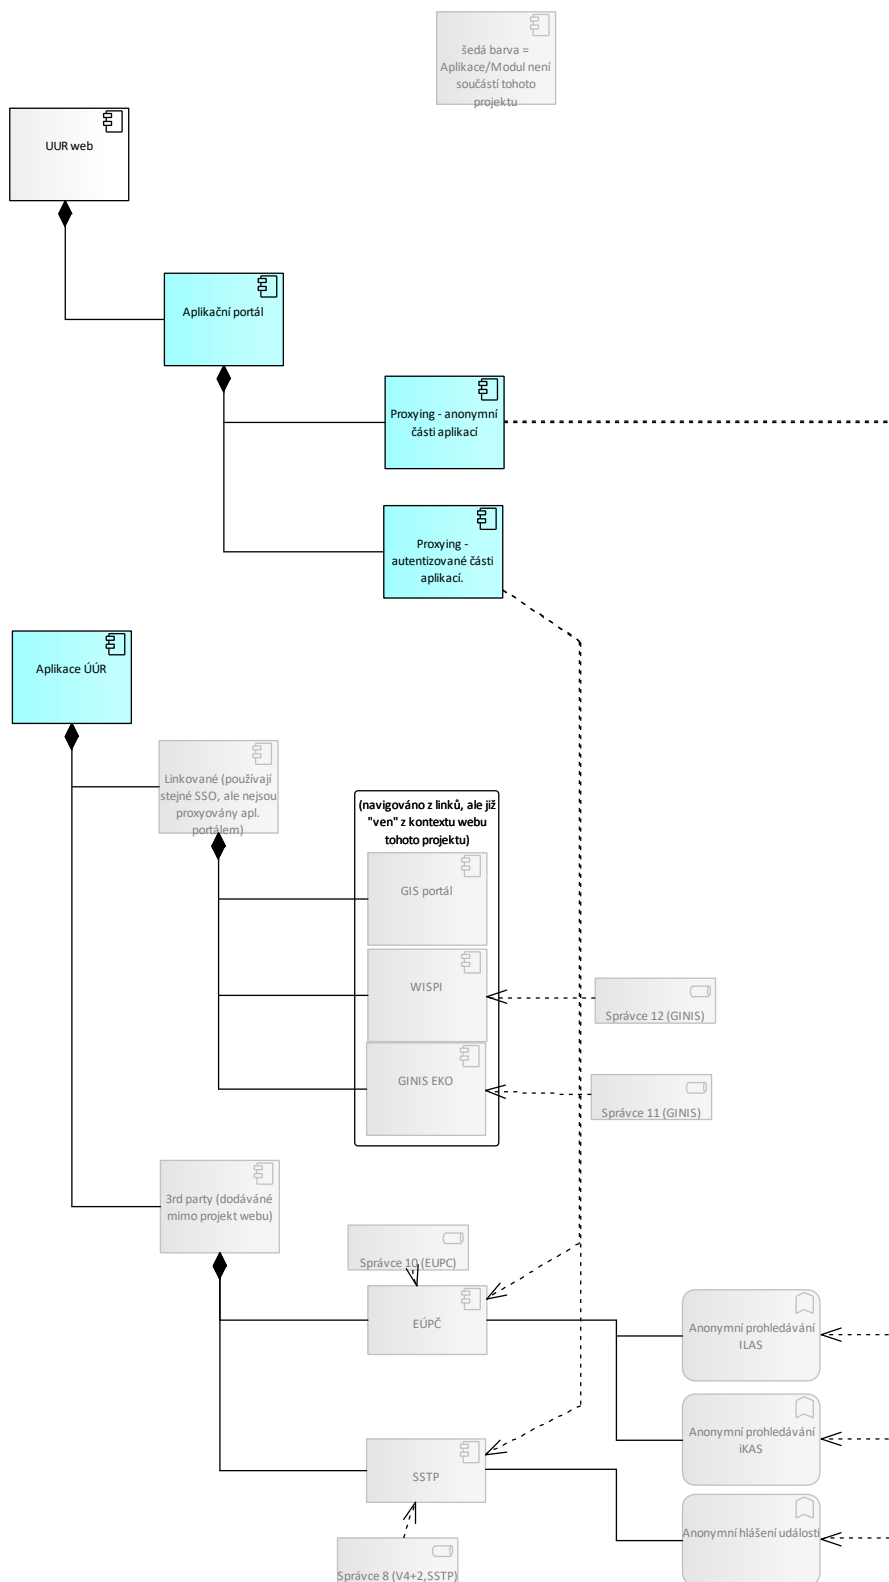 šedá barva =
Aplikace/Modul není
součástí tohoto
projektu
UUR web
Aplikační portál
Proxying - anonymní
části aplikací
Proxying -
autentizované části
aplikací.
Aplikace ÚÚR
Linkované (používají
stejné SSO, ale nejsou
proxyovány apl.
portálem)
(navigováno z linků, ale již
"ven" z kontextu webu
tohoto projektu)
GIS portál
WISPI
Správce 12 (GINIS)
GINIS EKO
Správce 11 (GINIS)
3rd party (dodáváné
mimo projekt webu)
Správce 10 (EUPC)
EÚPČ
Anonymní prohledávání
ILAS
Anonymní prohledávání
iKAS
SSTP
Anonymní hlášení události
Správce 8 (V4+2,SSTP)